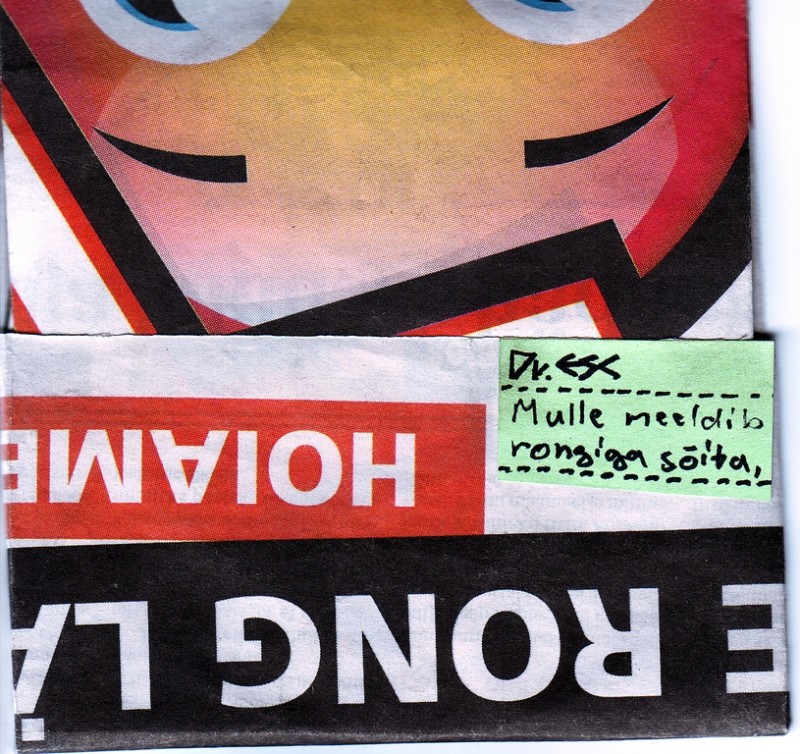 Dr.ESC
Mulle meeldib
rongiga sõita,
HOIAME
E RONG LÄ